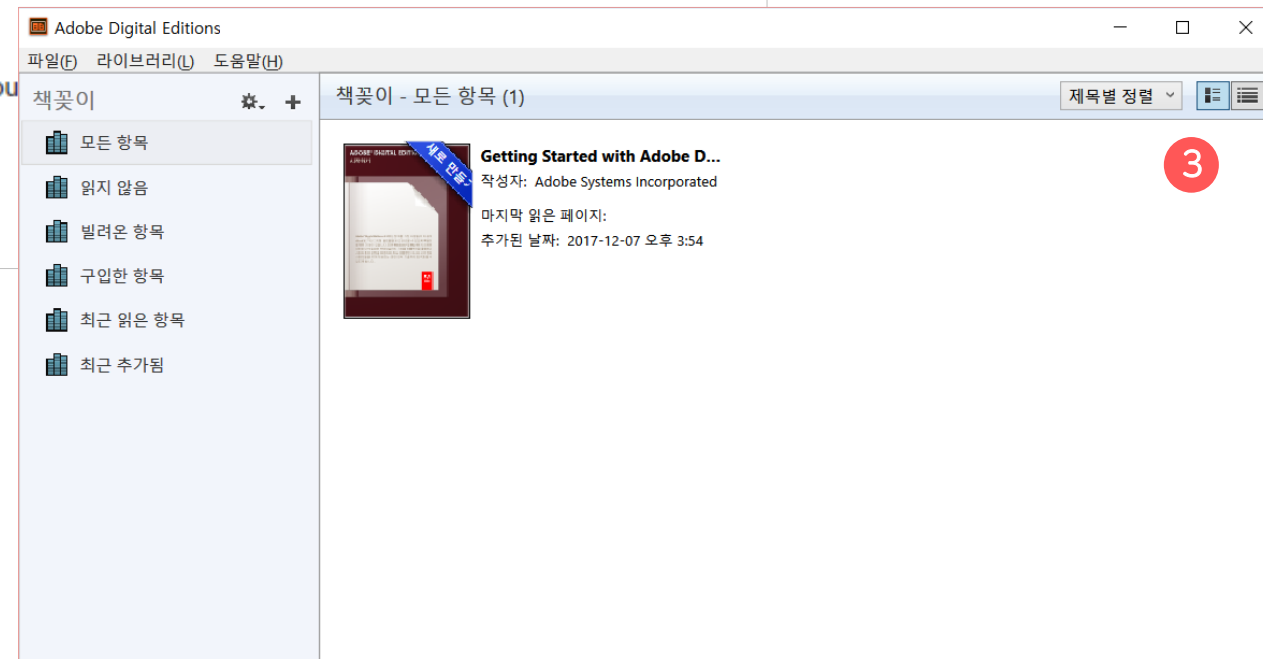 Adobe Digital Editions
파일(F) 라이브러리(L) 도움말(H)
ou
책꽂이
책꽂이 - 모든 항목 (1)
제목별 정렬
모든 항목
읽지 않음
빌려온 항목
구입한 항목
최근 읽은 항목
최근 추가됨
ADOBE® DIGITAL
시작하기
새로 만들
Getting Started with Adobe D...
작성자: Adobe Systems Incorporated
마지막 읽은 페이지:
추가된 날짜: 2017-12-07 오후 3:54
3